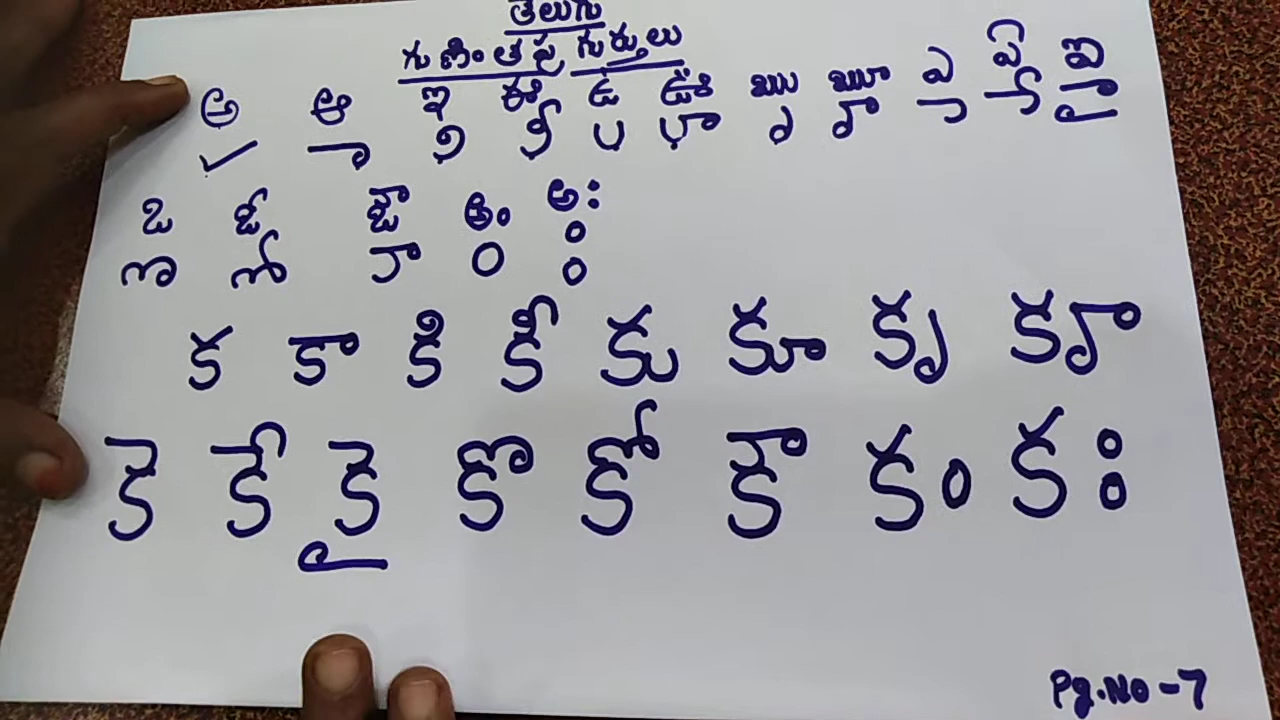 తెలుగు
గుణింతపు గుర్తులు
అ ఆ ఇ ఈ ఉ ఊ ఋ ౠ ఎ ఏ ఐ
✓ ా ి ీ ు ూ ృ ౄ ె ే ై
ఒ ఓ ఔ అం అః
ొ ో ౌ ం ః
క కా కి కీ కు కూ కృ కౄ
కె కే కై కొ కో కౌ కం కః
Pg.No-7